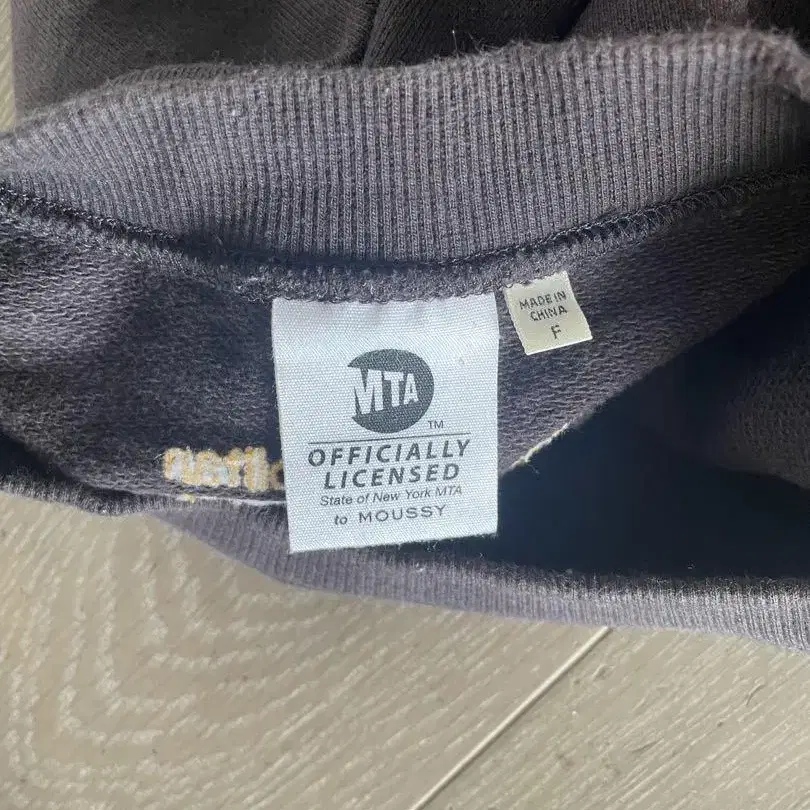 MTA
TM
OFFICIALLY
LICENSED
State of New York MTA
to MOUSSY
MADE IN
CHINA
F